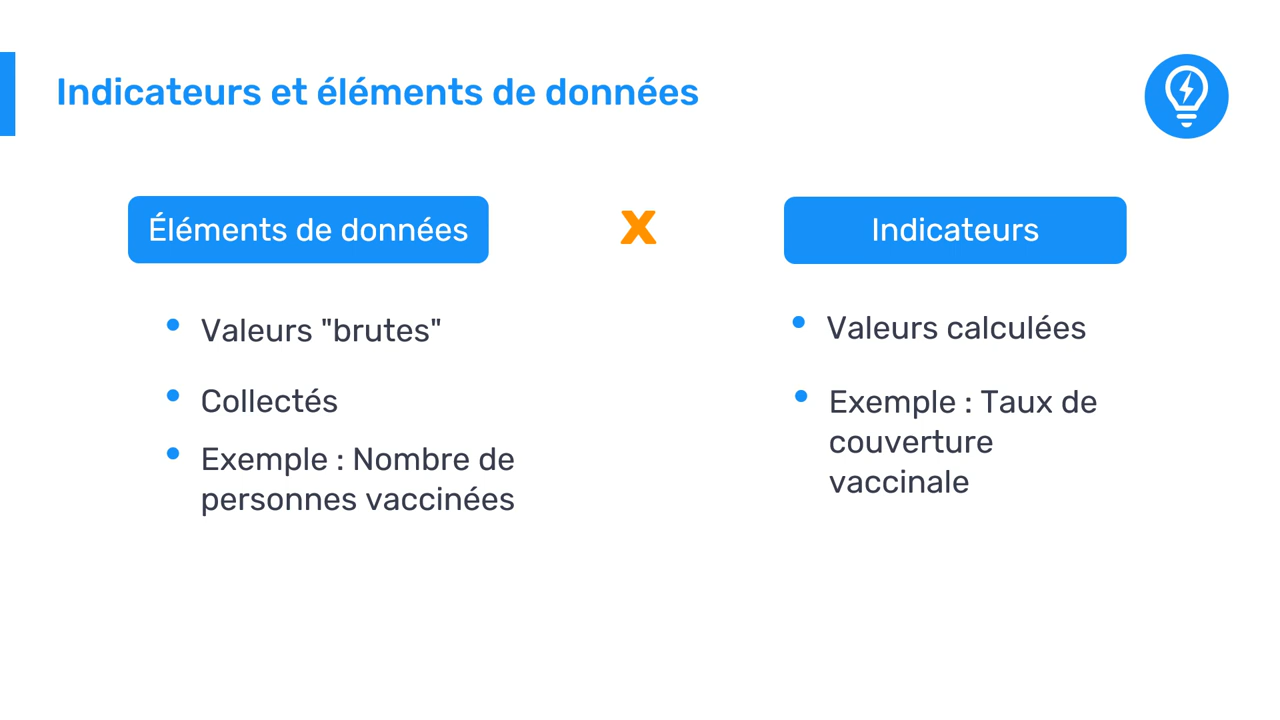 Indicateurs et éléments de données
Éléments de données
x
Indicateurs
Valeurs "brutes"
Collectés
Exemple : Nombre de
personnes vaccinées
Valeurs calculées
Exemple : Taux de
couverture
vaccinale